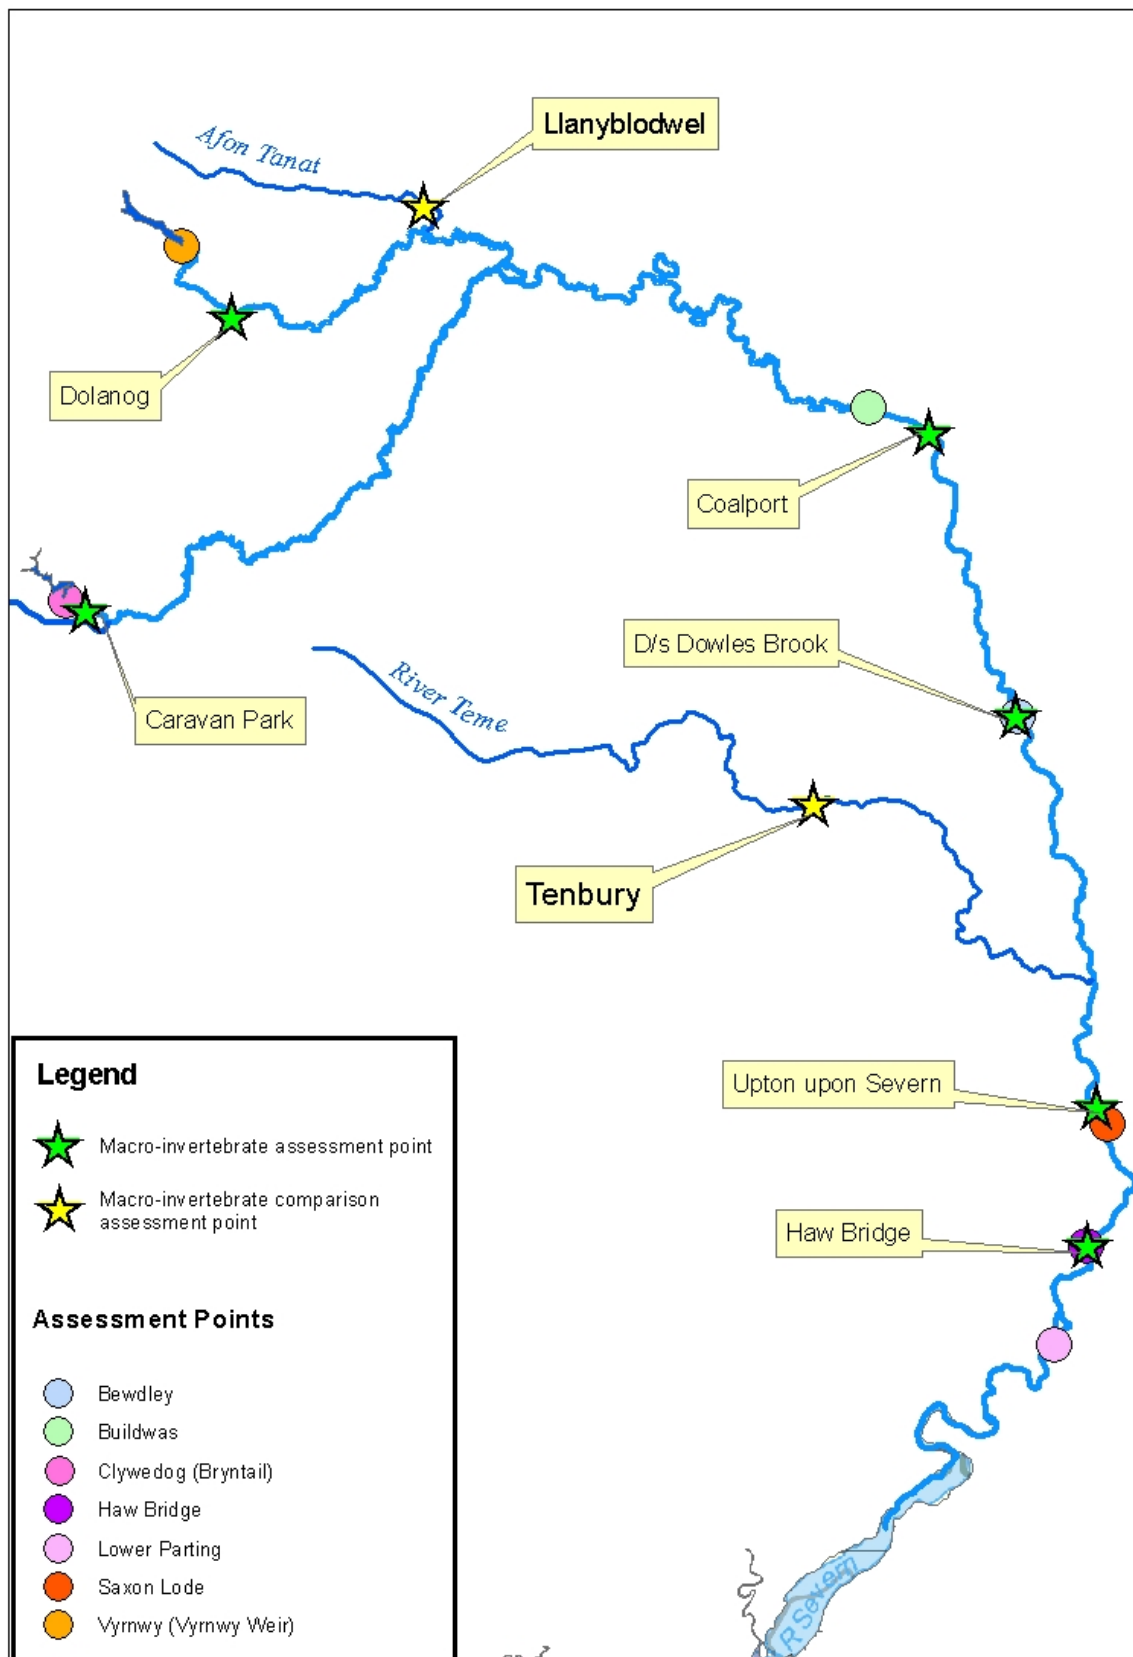 Llanyblodwel
Afon Tanat
Dolanog
Coalport
D/s Dowles Brook
River Teme
Caravan Park
Tenbury
Legend
Macro-invertebrate assessment point
Macro-invertebrate comparison
assessment point
Upton upon Severn
Haw Bridge
Assessment Points
Bewdley
Buildwas
Clywedog (Bryntail)
Haw Bridge
Lower Parting
Saxon Lode
Vyrnwy (Vyrnwy Weir)
R Severn